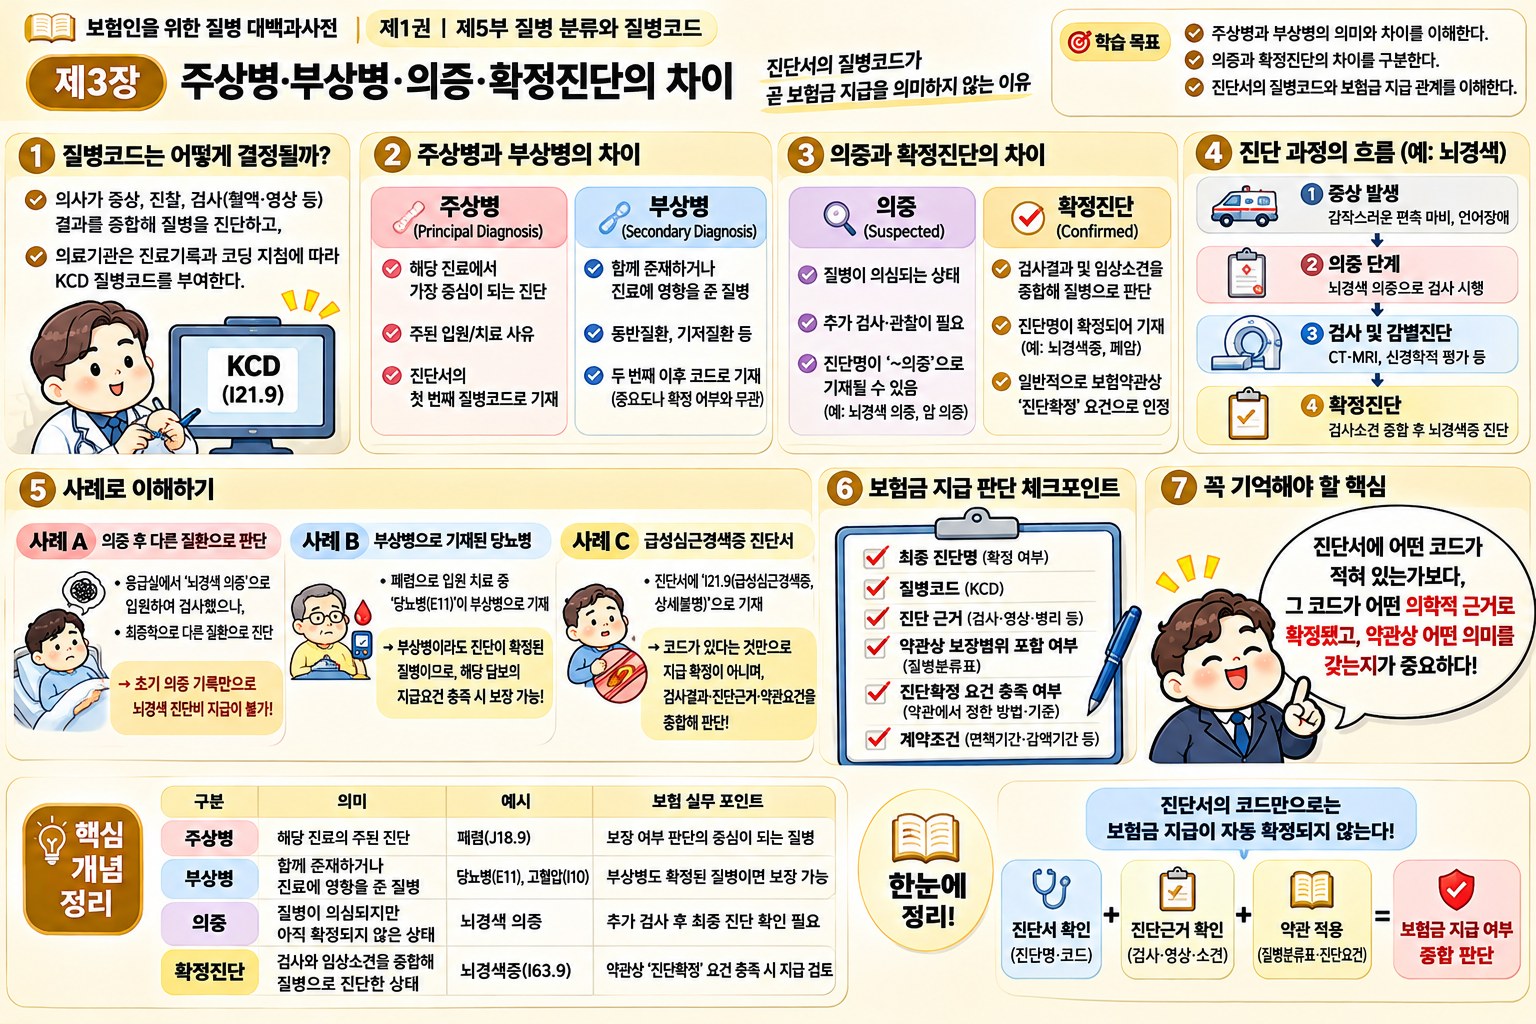 보험인을 위한 질병 대백과사전
제1권 | 제5부 질병 분류와 질병코드
제3장
주상병·부상병·의증·확정진단의 차이
진단서의 질병코드가
곧 보험금 지급을 의미하지 않는 이유
학습 목표
주상병과 부상병의 의미와 차이를 이해한다.
의증과 확정진단의 차이를 구분한다.
진단서의 질병코드와 보험금 지급 관계를 이해한다.
1 질병코드는 어떻게 결정될까?
의사가 증상, 진찰, 검사(혈액·영상 등)
결과를 종합해 질병을 진단하고,
의료기관은 진료기록과 코딩 지침에 따라
KCD 질병코드를 부여한다.
KCD
(I21.9)
2 주상병과 부상병의 차이
주상병
(Principal Diagnosis)
해당 진료에서
가장 중심이 되는 진단
주된 입원/치료 사유
진단서의
첫 번째 질병코드로 기재
부상병
(Secondary Diagnosis)
함께 존재하거나
진료에 영향을 준 질병
동반질환, 기저질환 등
두 번째 이후 코드로 기재
(중요도나 확정 여부와 무관)
3 의증과 확정진단의 차이
의증
(Suspected)
질병이 의심되는 상태
추가 검사·관찰이 필요
진단명이 ‘~의증’으로
기재될 수 있음
(예: 뇌경색 의증, 암 의증)
확정진단
(Confirmed)
검사결과 및 임상소견을
종합해 질병으로 판단
진단명이 확정되어 기재
(예: 뇌경색증, 폐암)
일반적으로 보험약관상
‘진단확정’ 요건으로 인정
4 진단 과정의 흐름 (예: 뇌경색)
1 증상 발생
갑작스러운 편측 마비, 언어장애
2 의증 단계
뇌경색 의증으로 검사 시행
3 검사 및 감별진단
CT·MRI, 신경학적 평가 등
4 확정진단
검사소견 종합 후 뇌경색증 진단
5 사례로 이해하기
사례 A 의증 후 다른 질환으로 판단
• 응급실에서 ‘뇌경색 의증’으로
입원하여 검사했으나,
• 최종학으로 다른 질환으로 진단
→ 초기 의증 기록만으로
뇌경색 진단비 지급이 불가!
사례 B 부상병으로 기재된 당뇨병
• 폐렴으로 입원 치료 중
‘당뇨병(E11)’이 부상병으로 기재
→ 부상병이라도 진단이 확정된
질병이므로, 해당 담보의
지급요건 충족 시 보장 가능!
사례 C 급성심근경색증 진단서
• 진단서에 ‘I21.9(급성심근경색증,
상세불명)’으로 기재
→ 코드가 있다는 것만으로
지급 확정이 아니며,
검사결과·진단근거·약관요건을
종합해 판단!
6 보험금 지급 판단 체크포인트
최종 진단명 (확정 여부)
질병코드 (KCD)
진단 근거 (검사·영상·병리 등)
약관상 보장범위 포함 여부
(질병분류표)
진단확정 요건 충족 여부
(약관에서 정한 방법·기준)
계약조건 (면책기간·감액기간 등)
7 꼭 기억해야 할 핵심
진단서에 어떤 코드가
적혀 있는가보다,
그 코드가 어떤 의학적 근거로
확정됐고, 약관상 어떤 의미를
갖는지가 중요하다!
핵심
개념
정리
구분 의미 예시 보험 실무 포인트
주상병 해당 진료의 주된 진단 폐렴(J18.9) 보장 여부 판단의 중심이 되는 질병
부상병 함께 존재하거나
진료에 영향을 준 질병 당뇨병(E11), 고혈압(I10) 부상병도 확정된 질병이면 보장 가능
의증 질병이 의심되지만
아직 확정되지 않은 상태 뇌경색 의증 추가 검사 후 최종 진단 확인 필요
확정진단 검사와 임상소견을 종합해
질병으로 진단한 상태 뇌경색증(I63.9) 약관상 ‘진단확정’ 요건 충족 시 지급 검토
한눈에
정리!
진단서의 코드만으로는
보험금 지급이 자동 확정되지 않는다!
진단서 확인
(진단명·코드)
+
진단근거 확인
(검사·영상·소견)
+
약관 적용
(질병분류표·진단요건)
=
보험금 지급 여부
종합 판단